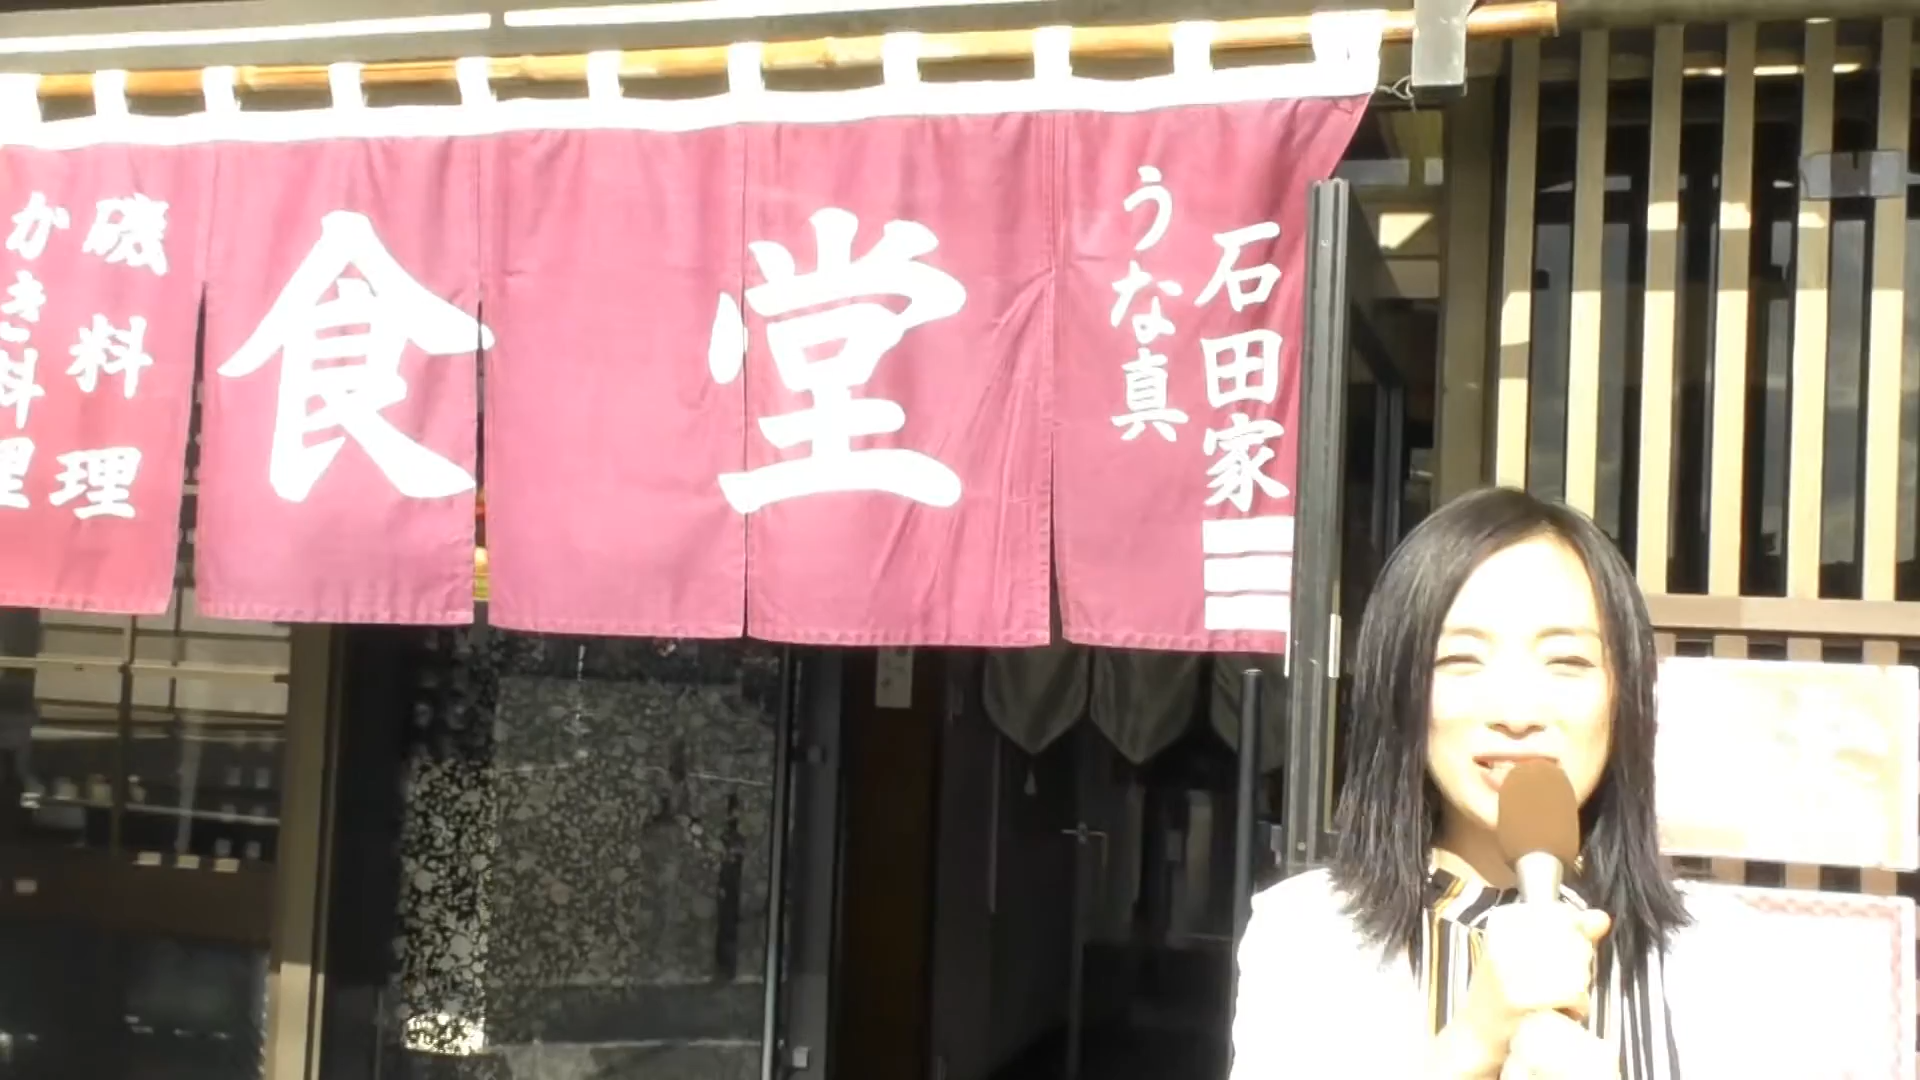 石田家
うな真
食堂
磯料理
かき料理